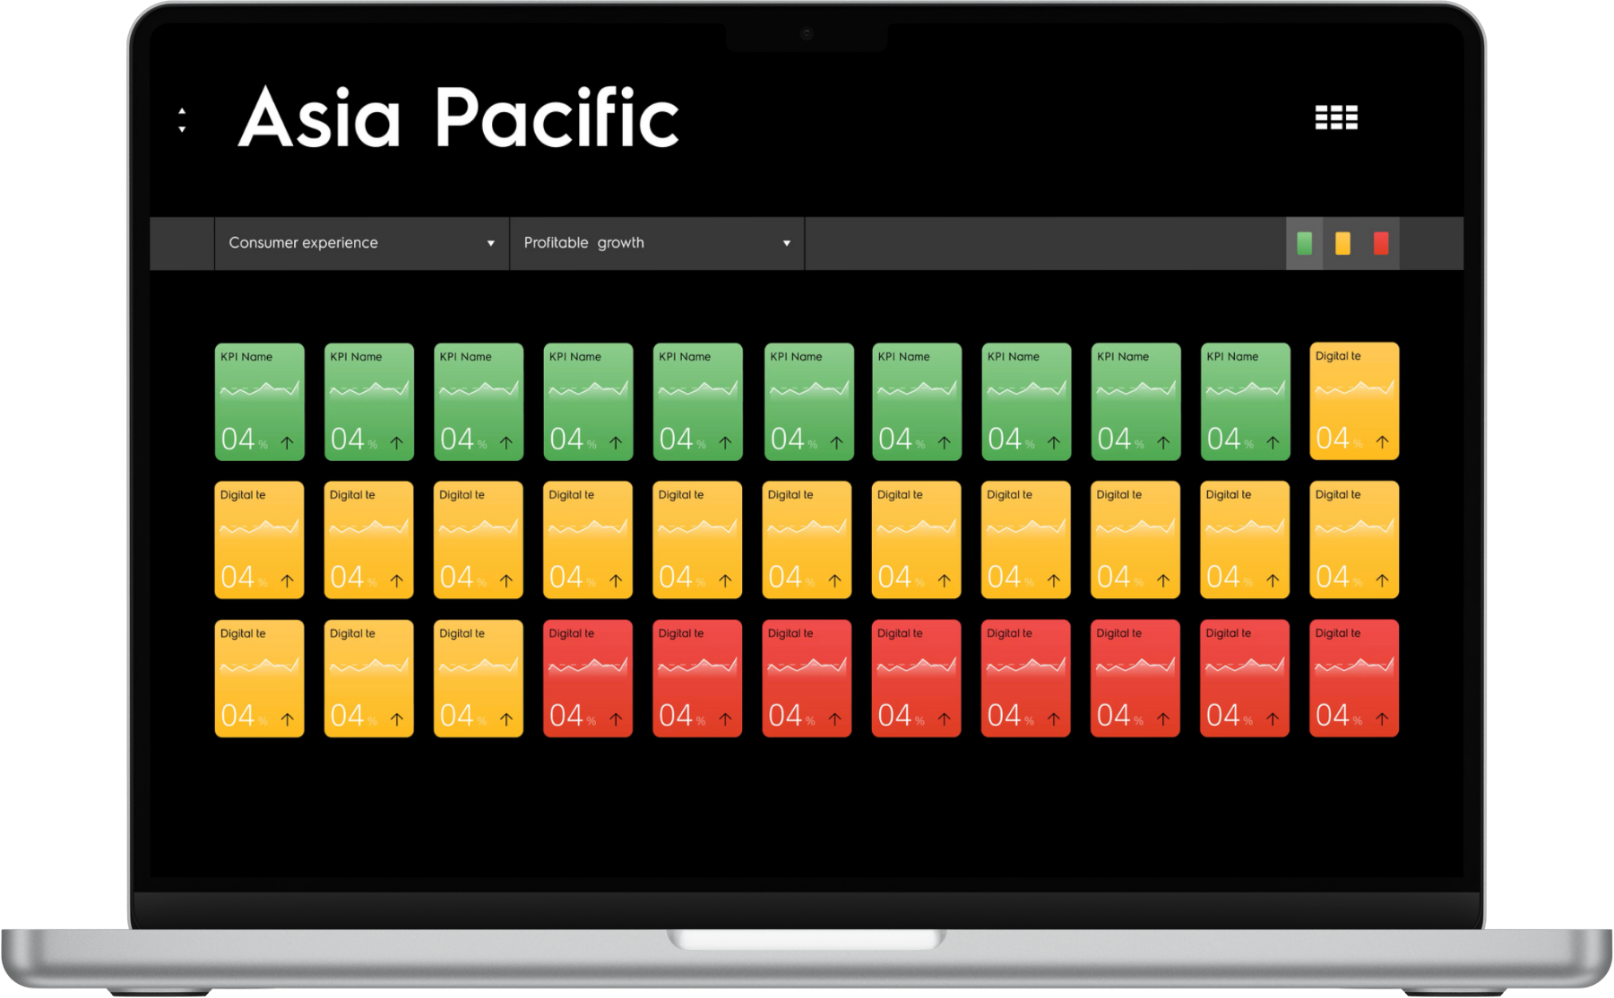 Asia Pacific
Consumer experience
Profitable growth
KPI Name KPI Name KPI Name KPI Name KPI Name KPI Name KPI Name KPI Name KPI Name KPI Name Digital te
04 % 04 % 04 % 04 % 04 % 04 % 04 % 04 % 04 % 04 % 04 %
Digital te Digital te Digital te Digital te Digital te Digital te Digital te Digital te Digital te Digital te Digital te
04 % 04 % 04 % 04 % 04 % 04 % 04 % 04 % 04 % 04 % 04 %
Digital te Digital te Digital te Digital te Digital te Digital te Digital te Digital te Digital te Digital te Digital te
04 % 04 % 04 % 04 % 04 % 04 % 04 % 04 % 04 % 04 % 04 %